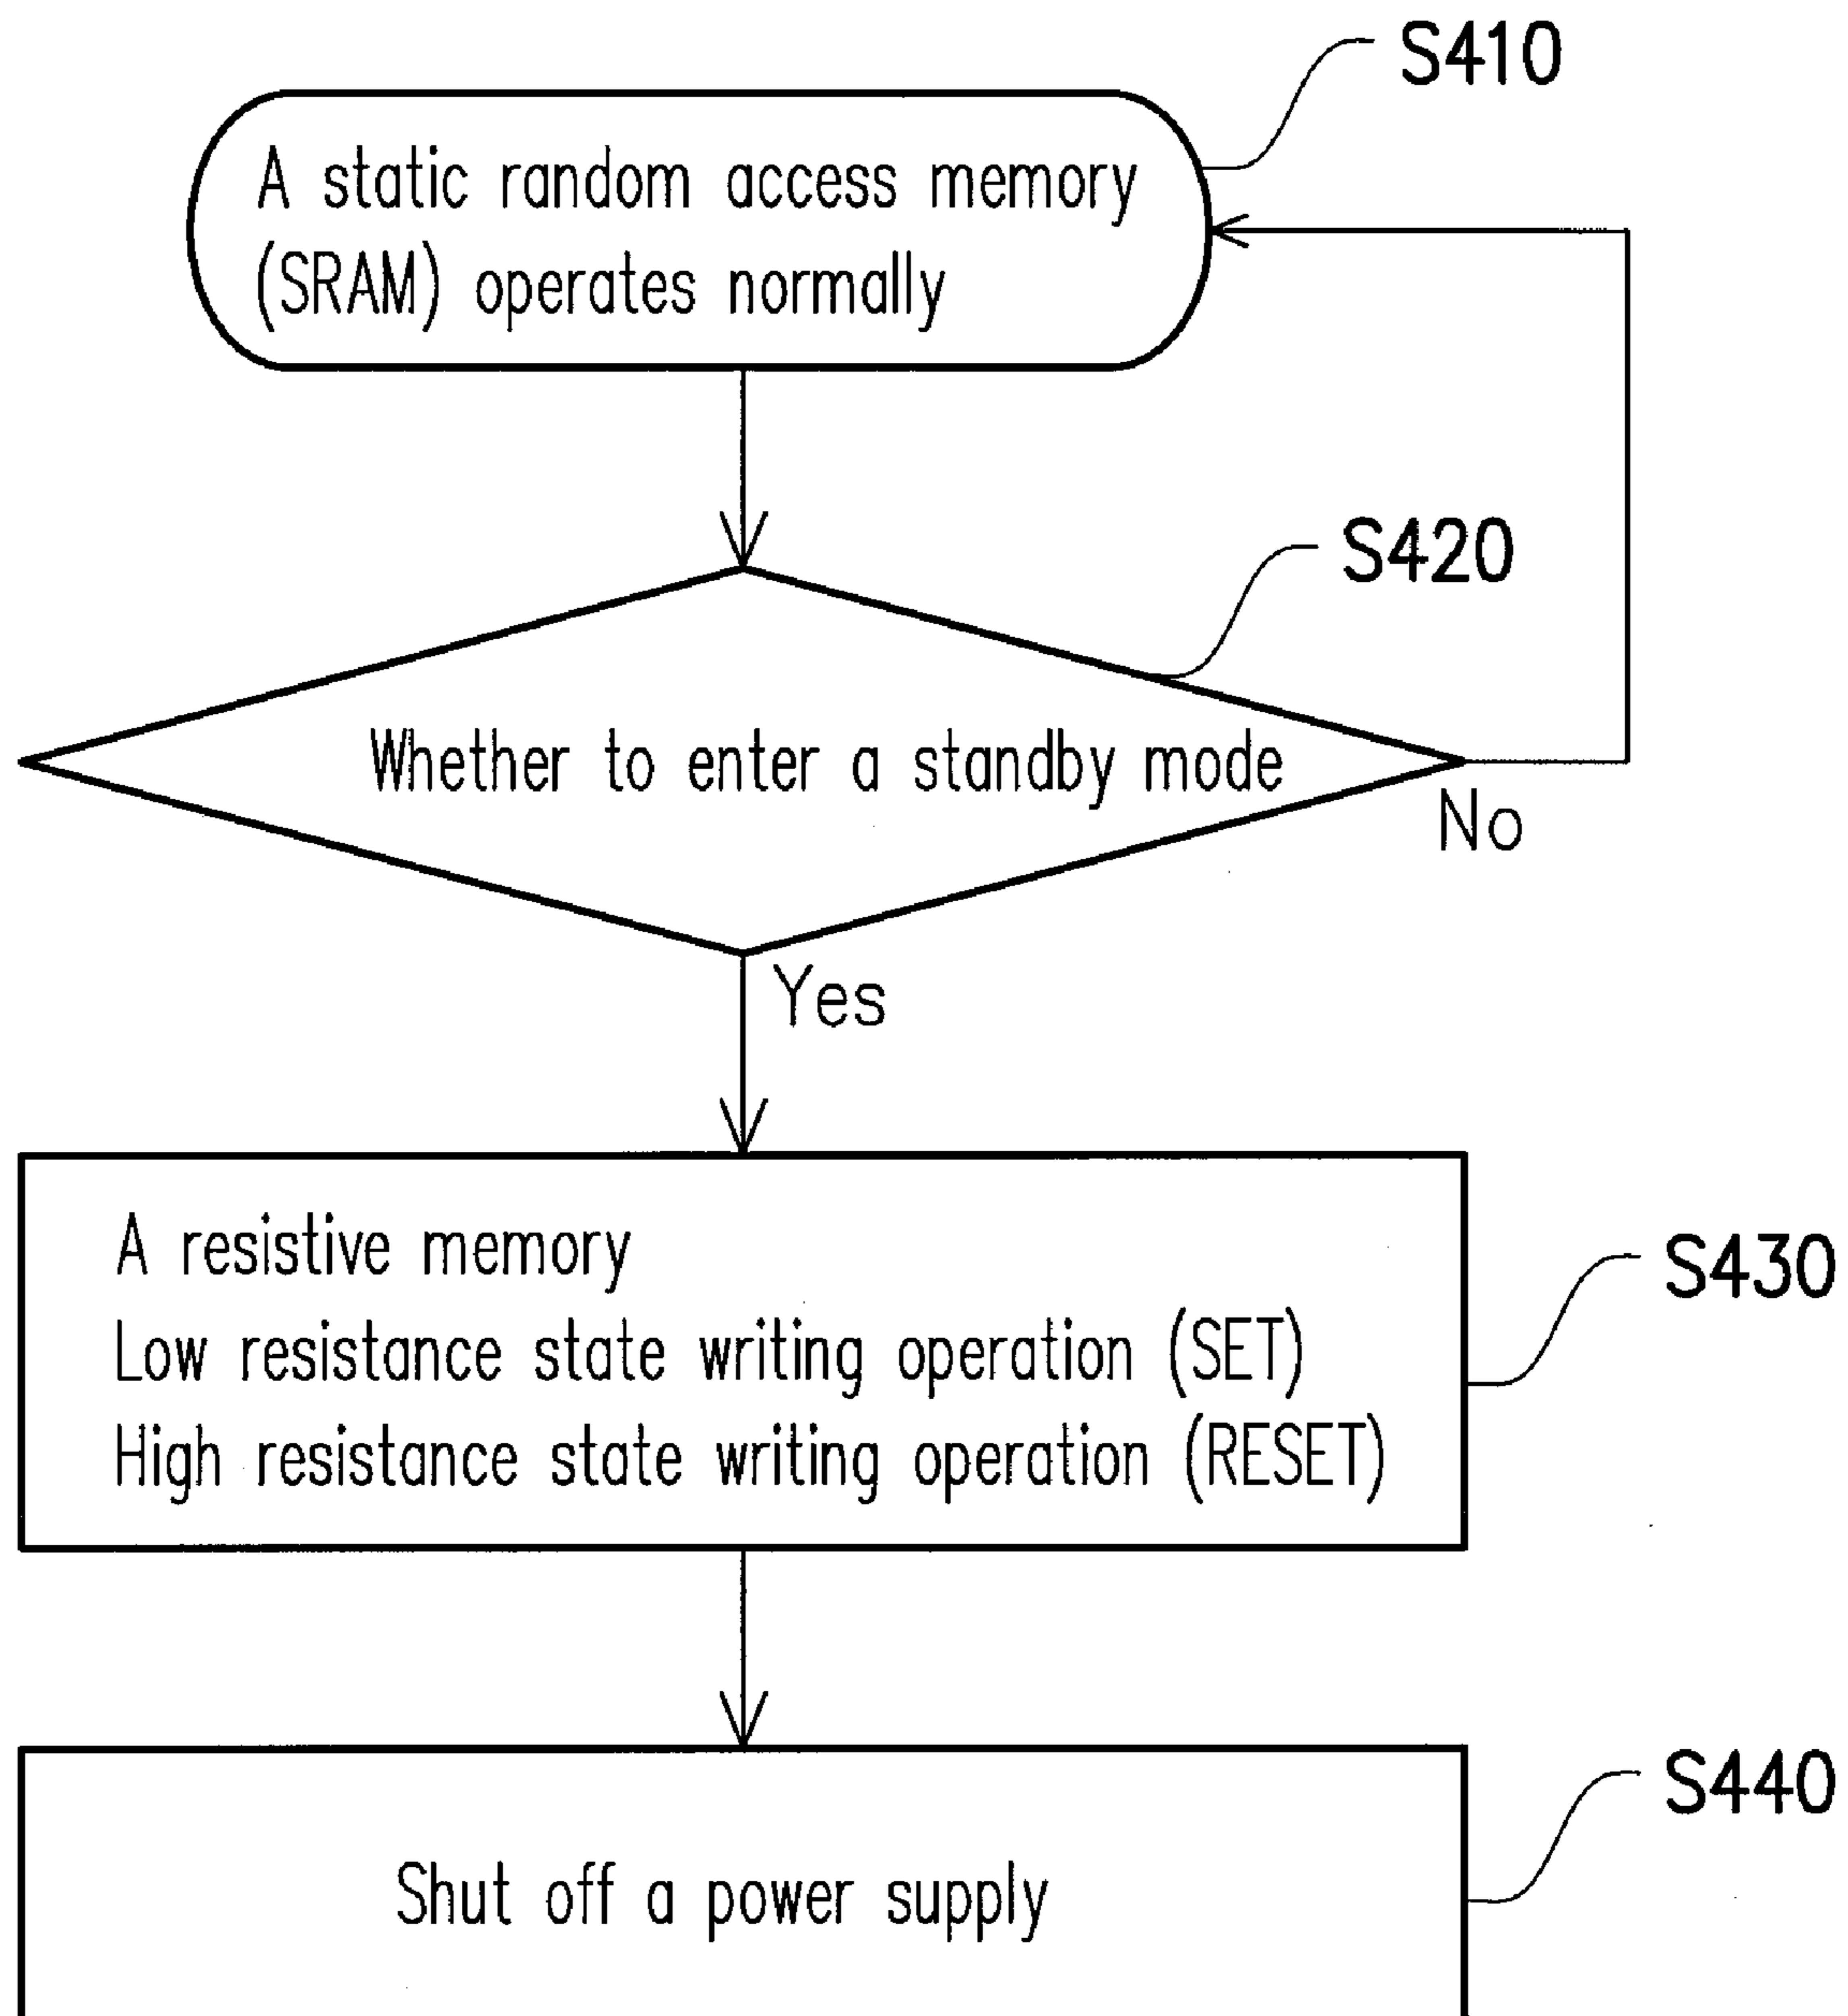 S410
A static random access memory
(SRAM) operates normally
S420
Whether to enter a standby mode
No
Yes
A resistive memory
Low resistance state writing operation (SET)
High resistance state writing operation (RESET)
S430
S440
Shut off a power supply